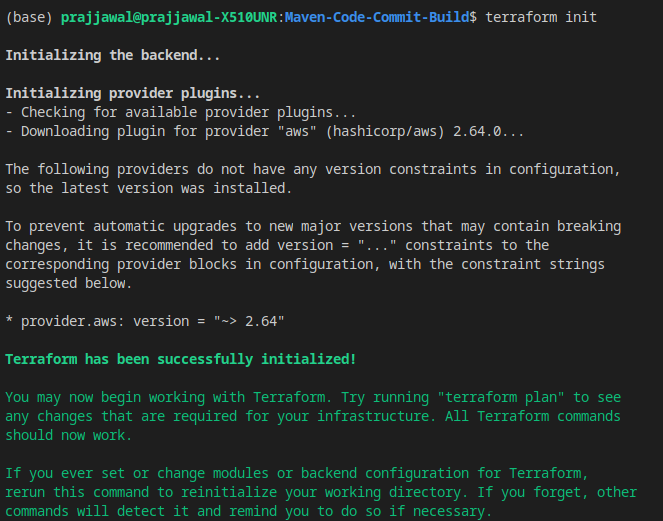 (base) prajjawal@prajjawal-X510UNR:Maven-Code-Commit-Build$ terraform init
Initializing the backend...
Initializing provider plugins...
- Checking for available provider plugins...
- Downloading plugin for provider "aws" (hashicorp/aws) 2.64.0...
The following providers do not have any version constraints in configuration,
so the latest version was installed.
To prevent automatic upgrades to new major versions that may contain breaking
changes, it is recommended to add version = "..." constraints to the
corresponding provider blocks in configuration, with the constraint strings
suggested below.
* provider.aws: version = "~> 2.64"
Terraform has been successfully initialized!
You may now begin working with Terraform. Try running "terraform plan" to see
any changes that are required for your infrastructure. All Terraform commands
should now work.
If you ever set or change modules or backend configuration for Terraform,
rerun this command to reinitialize your working directory. If you forget, other
commands will detect it and remind you to do so if necessary.